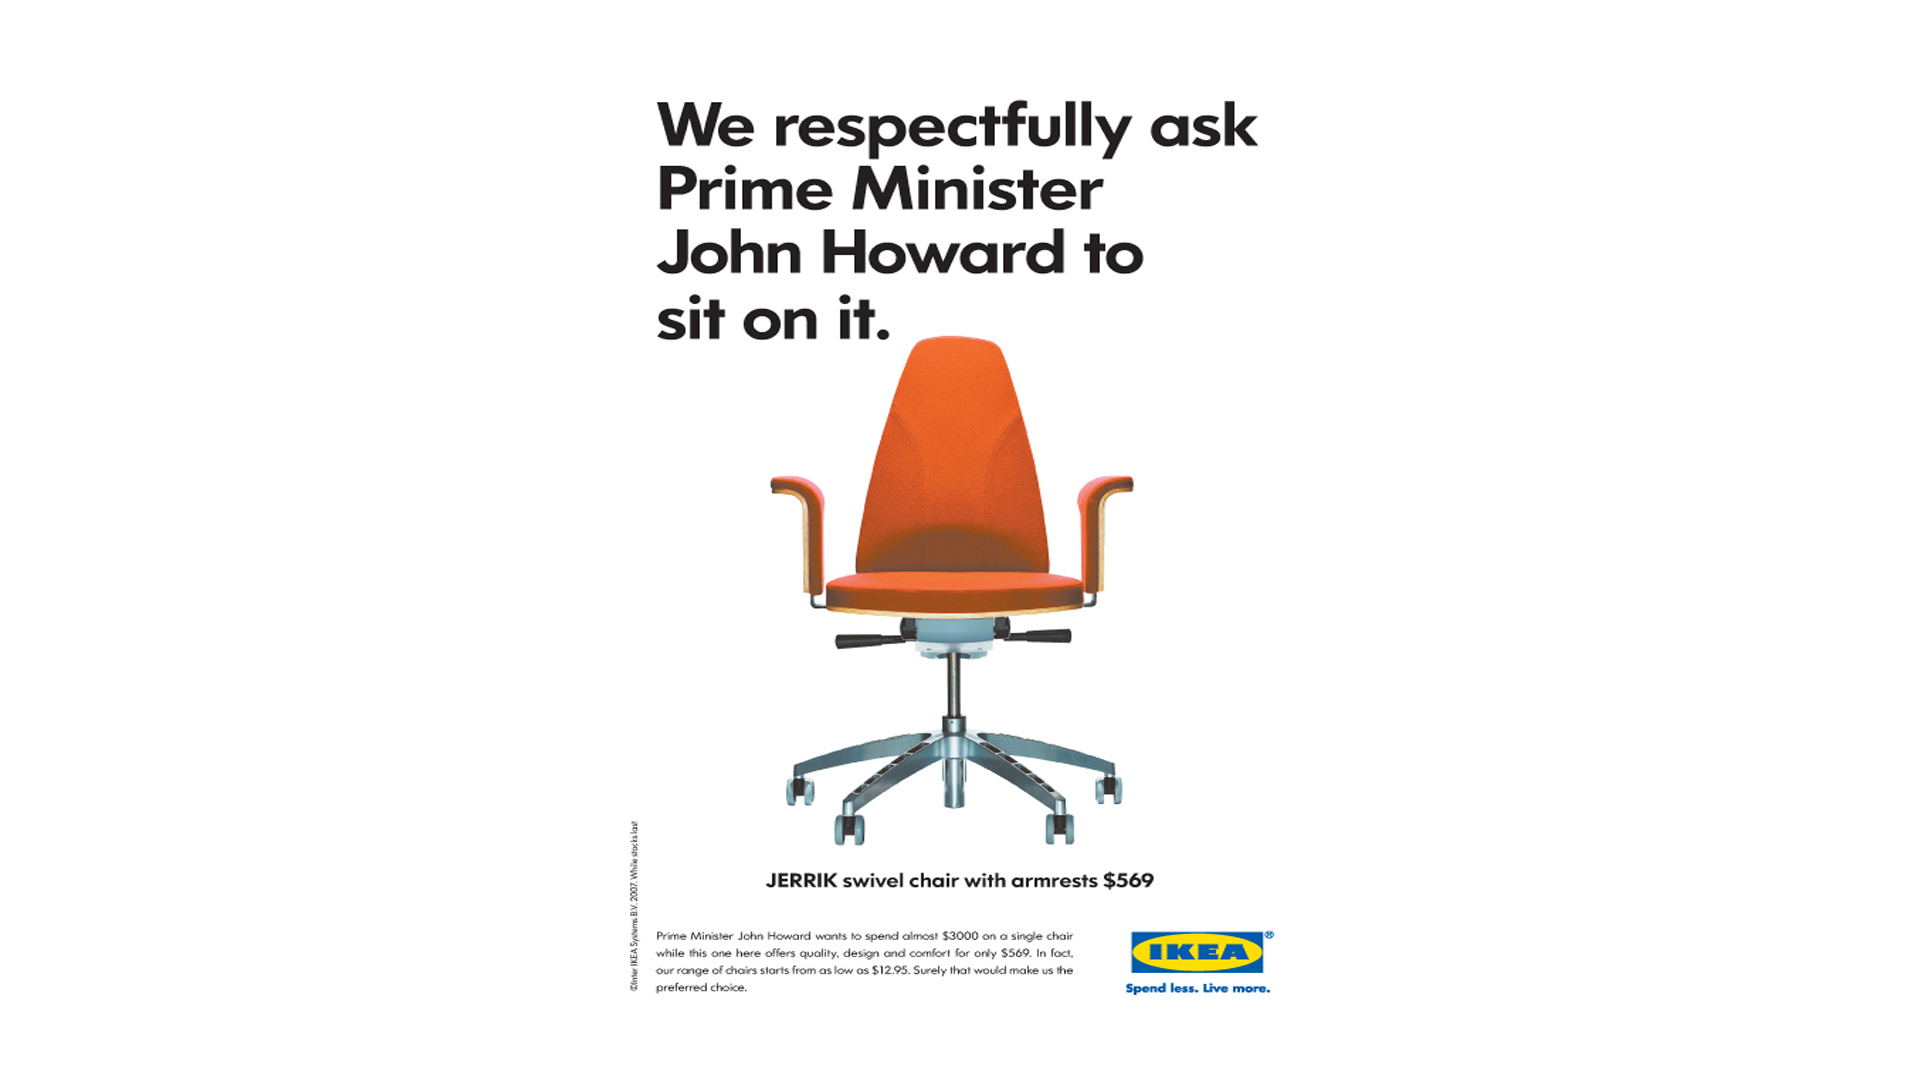 We respectfully ask
Prime Minister
John Howard to
sit on it.
JERRIK swivel chair with armrests $569
Prime Minister John Howard wants to spend almost $3000 on a single chair
while this one here offers quality, design and comfort for only $569. In fact,
our range of chairs starts from as low as $12.95. Surely that would make us the
preferred choice.
©Inter IKEA Systems B.V. 2007. While stocks last
IKEA®
Spend less. Live more.